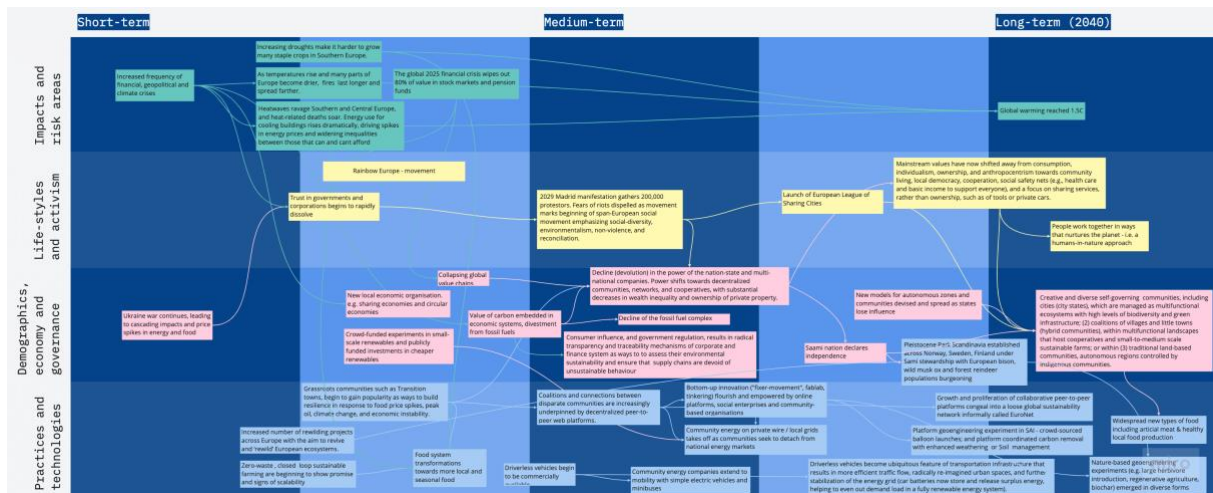 Short-term
Medium-term
Long-term (2040)
Impacts and
risk areas
Increased frequency of
financial, geopolitical and
climate crises
Increasing droughts make it harder to grow
many staple crops in Southern Europe.
As temperatures rise and many parts of
Europe become drier, fires last longer and
spread farther.
Heatwaves ravage Southern and Central Europe,
and heat-related deaths soar. Energy use for
cooling buildings rises dramatically, driving spikes
in energy prices and widening inequalities
between those that can and cant afford
The global 2025 financial crisis wipes out
80% of value in stock markets and pension
funds
Global warming reached 1.5C
Life-styles
and activism
Rainbow Europe - movement
Trust in governments and
corporations begins to rapidly
dissolve
2029 Madrid manifestation gathers 200,000
protestors. Fears of riots dispelled as movement
marks beginning of span-European social
movement emphasizing social-diversity,
environmentalism, non-violence, and
reconciliation.
Launch of European League of
Sharing Cities
Mainstream values have now shifted away from consumption,
individualism, ownership, and anthropocentrism towards community
living, local democracy, cooperation, social safety nets (e.g., health care
and basic income to support everyone), and a focus on sharing services,
rather than ownership, such as of tools or private cars.
People work together in ways
that nurtures the planet - i.e. a
humans-in-nature approach
Demographics,
economy and
governance
Ukraine war continues, leading
to cascading impacts and price
spikes in energy and food
Collapsing global
value chains
New local economic organisation.
e.g. sharing economies and circular
economies
Crowd-funded experiments in small-
scale renewables and publicly
funded investments in cheaper
renewables
Value of carbon embedded in
economic systems, divestment
from fossil fuels
Decline (devolution) in the power of the nation-state and multi-
national companies. Power shifts towards decentralized
communities, networks, and cooperatives, with substantial
decreases in wealth inequality and ownership of private property.
Decline of the fossil fuel complex
Consumer influence, and government regulation, results in radical
transparency and traceability mechanisms of corporate and
finance system as ways to assess their environmental
sustainability and ensure that supply chains are devoid of
unsustainable behaviour
New models for autonomous zones and
communities devised and spread as states
lose influence
Saami nation declares
independence
Pleistocene Park Scandinavia established
across Norway, Sweden, Finland under
Sami stewardship with European bison,
wild musk ox and forest reindeer
populations burgeoning
Creative and diverse self-governing communities, including
cities (city states), which are managed as multifunctional
ecosystems with high levels of biodiversity and green
infrastructure; (2) coalitions of villages and little towns
(hybrid communities), within multifunctional landscapes
that host cooperatives and small-to-medium scale
sustainable farms; or within (3) traditional land-based
communities, autonomous regions controlled by
indigenous communities.
Practices and
technologies
Grassroots communities such as Transition
towns, begin to gain popularity as ways to build
resilience in response to food price spikes, peak
oil, climate change, and economic instability.
Increased number of rewilding projects
across Europe with the aim to revive
and 'rewild' European ecosystems.
Zero-waste , closed loop sustainable
farming are beginning to show promise
and signs of scalability
Food system
transformations
towards more local and
seasonal food
Coalitions and connections between
disparate communities are increasingly
underpinned by decentralized peer-to-
peer web platforms.
Driverless vehicles begin
to be commercially
Bottom-up innovation ("fixer-movement", fablab,
tinkering) flourish and empowered by online
platforms, social enterprises and community-
based organisations
Community energy on private wire / local grids
takes off as communities seek to detach from
national energy markets
Community energy companies extend to
mobility with simple electric vehicles and
minibuses
Growth and proliferation of collaborative peer-to-peer
platforms congeal into a loose global sustainability
network informally called EuroNet
Platform geoengineering experiment in SAI - crowd-sourced
balloon launches; and platform coordinated carbon removal
with enhanced weathering or Soil management
Driverless vehicles become ubiquitous feature of transportation infrastructure that
results in more efficient traffic flow, radically re-imagined urban spaces, and further
stabilization of the energy grid (car batteries now store and release surplus energy,
helping to even out demand load in a fully renewable energy system).
Widespread new types of food
including articial meat & healthy
local food production
Nature-based geoengineering
experiments (e.g. large herbivore
introduction, regenerative agriculture,
biochar) emerged in diverse forms